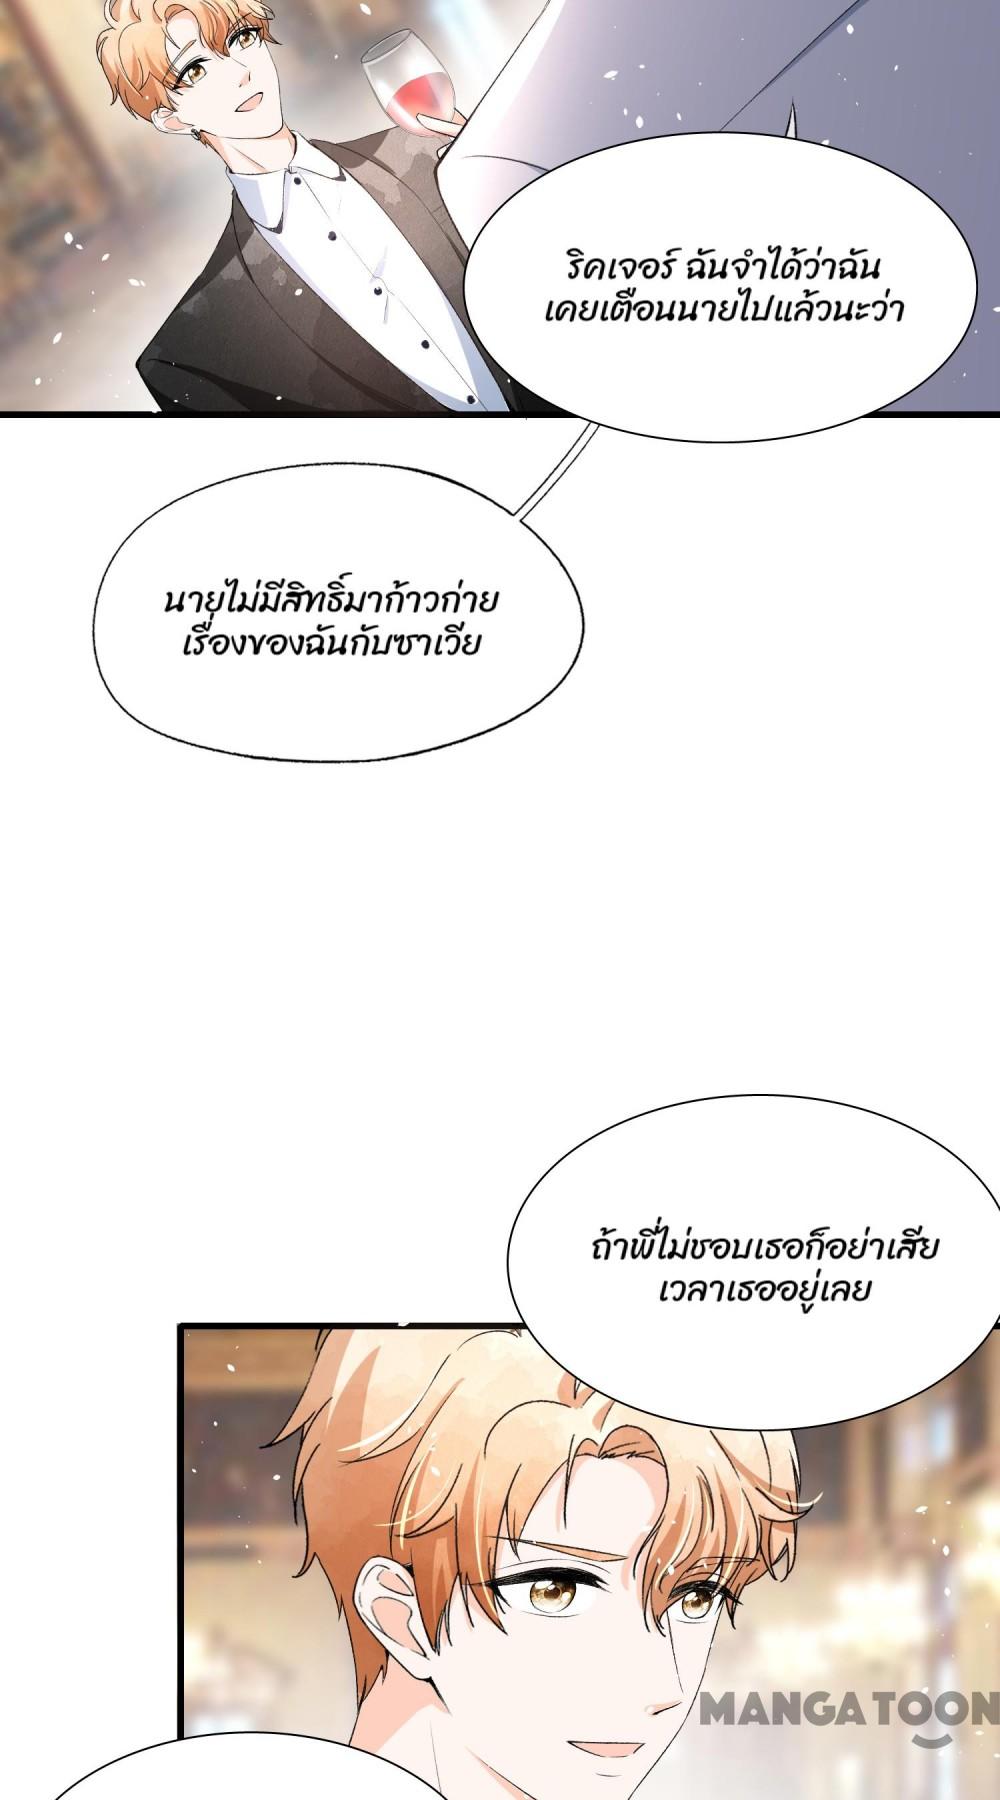 ริคเจอร์ ฉันจำได้ว่าฉัน
เคยเตือนนายไปแล้วนะว่า
นายไม่มีสิทธิ์มาก้าวก่าย
เรื่องของฉันกับซาเวีย
ถ้าพี่ไม่ชอบเธอก็อย่าเสีย
เวลาเธออยู่เลย
MANGATOON